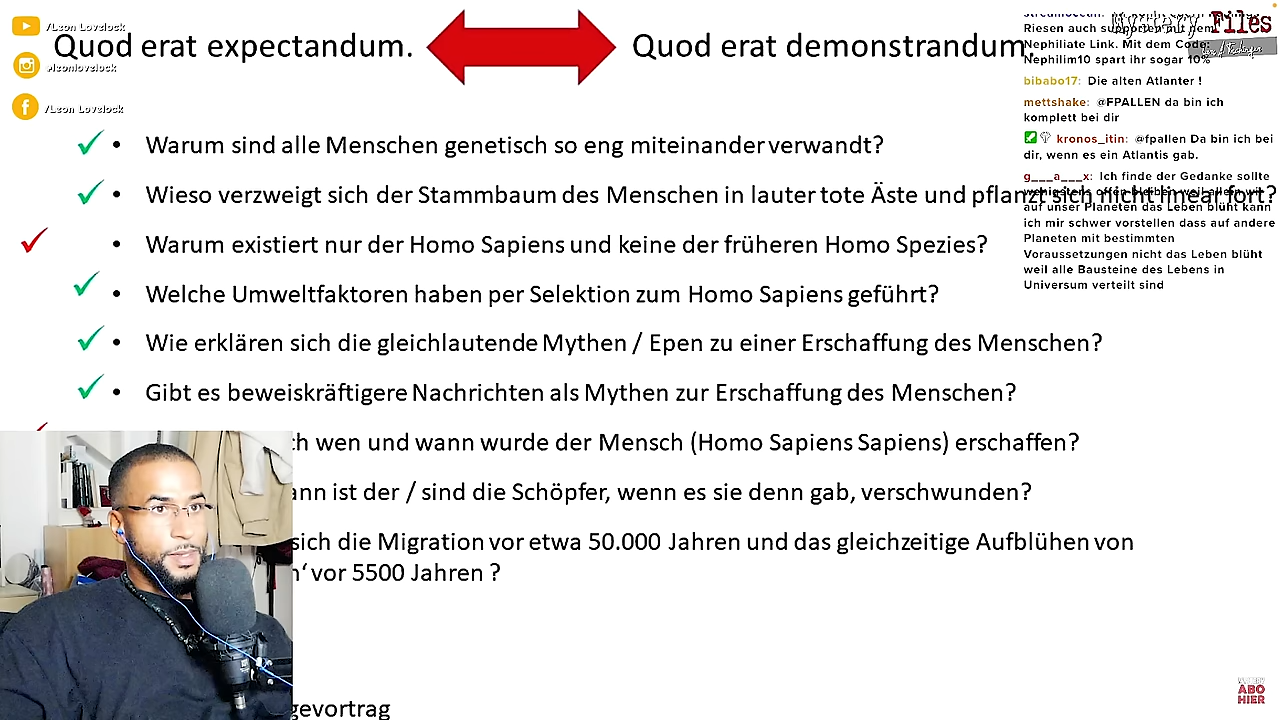 /Leon Lovelock
/leonlovelock
/Leon Lovelock
Quod erat expectandum.
Quod erat demonstrandum.
Files
• Warum sind alle Menschen genetisch so eng miteinander verwandt?
• Wieso verzweigt sich der Stammbaum des Menschen in lauter tote Äste und pflanzt sich nicht linear fort?
• Warum existiert nur der Homo Sapiens und keine der früheren Homo Spezies?
• Welche Umweltfaktoren haben per Selektion zum Homo Sapiens geführt?
• Wie erklären sich die gleichlautende Mythen / Epen zu einer Erschaffung des Menschen?
• Gibt es beweiskräftigere Nachrichten als Mythen zur Erschaffung des Menschen?
ch wen und wann wurde der Mensch (Homo Sapiens Sapiens) erschaffen?
ann ist der / sind die Schöpfer, wenn es sie denn gab, verschwunden?
sich die Migration vor etwa 50.000 Jahren und das gleichzeitige Aufblühen von
n‘ vor 5500 Jahren ?
gevortrag
Riesen auch supporten mit dem
Nephiliate Link. Mit dem Code:
Nephilim10 spart ihr sogar 10%
bibabo17: Die alten Atlanter !
mettshake: @FPALLEN da bin ich
komplett bei dir
kronos_itin: @fpallen Da bin ich bei
dir, wenn es ein Atlantis gab.
g___a___x: Ich finde der Gedanke sollte
wenigstens offen bleiben weil allein wie
auf unser Planeten das Leben blüht kann
ich mir schwer vorstellen dass auf andere
Planeten mit bestimmten
Voraussetzungen nicht das Leben blüht
weil alle Bausteine des Lebens in
Universum verteilt sind
ABO
HIER